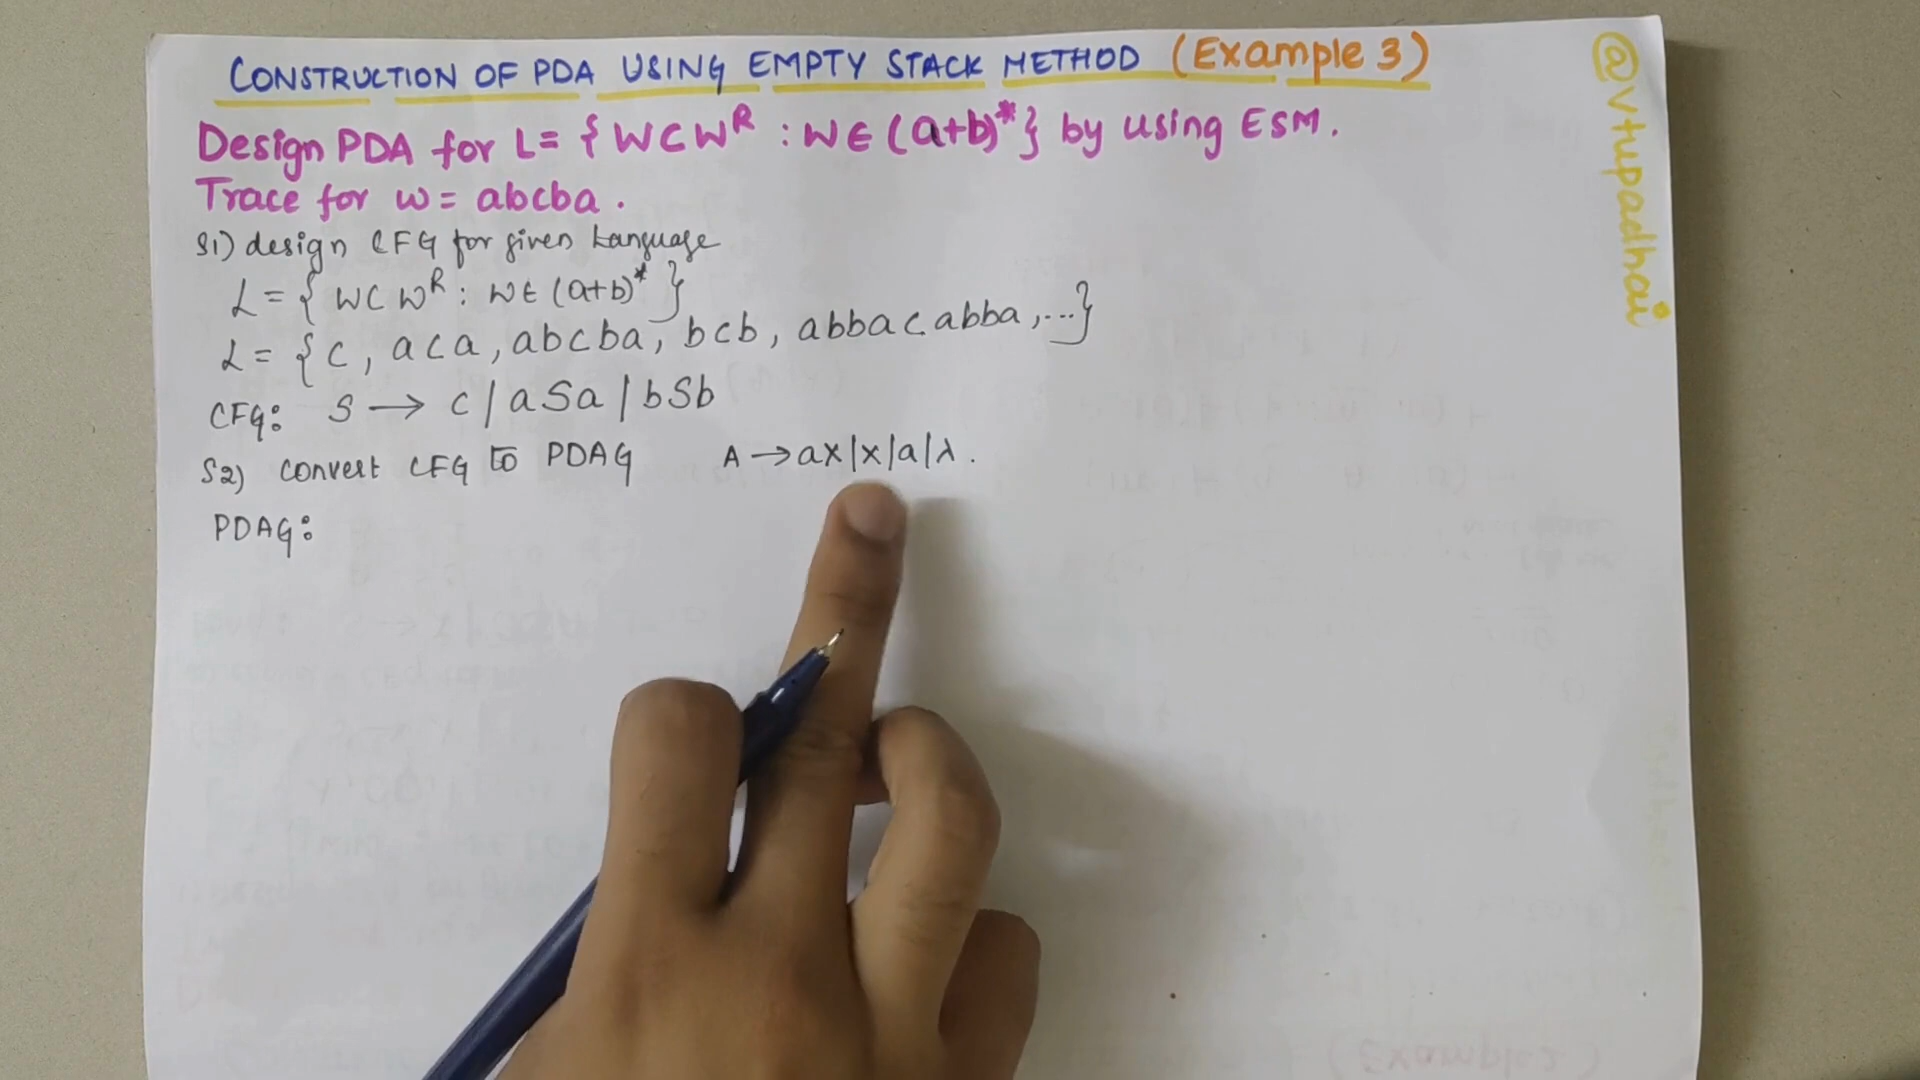 CONSTRUCTION OF PDA USING EMPTY STACK METHOD (Example 3)
Design PDA for L= { WCW^R : W∈(a+b)^* } by using ESM.
Trace for w= abcba.
S1) design CFG for given Language
L = { WCW^R : W∈(a+b)^* }
L = { c, aca, abcba, bcb, abbacabba,...}
CFG: S → c | aSa | bSb
S2) Convert CFG to PDAG A → ax|x|a|λ.
PDAG:
@vtupadhai